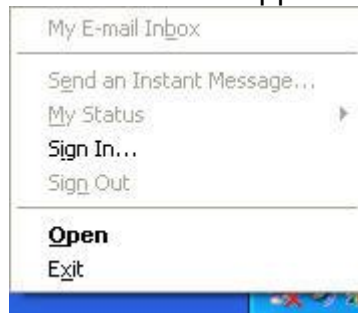 My E-mail Inbox
Send an Instant Message...
My Status
Sign In...
Sign Out
Open
Exit